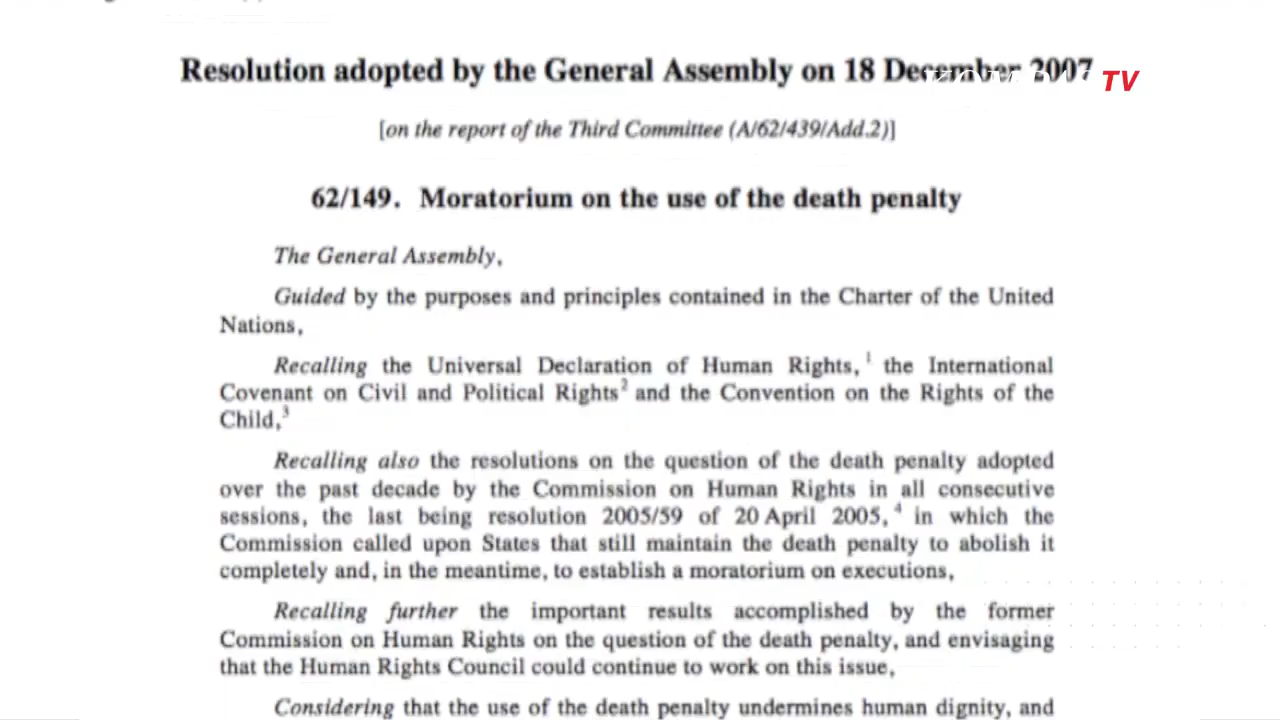 Resolution adopted by the General Assembly on 18 December 2007
TV
[on the report of the Third Committee (A/62/439/Add.2)]
62/149. Moratorium on the use of the death penalty
The General Assembly,
Guided by the purposes and principles contained in the Charter of the United
Nations,
Recalling the Universal Declaration of Human Rights,¹ the International
Covenant on Civil and Political Rights² and the Convention on the Rights of the
Child,³
Recalling also the resolutions on the question of the death penalty adopted
over the past decade by the Commission on Human Rights in all consecutive
sessions, the last being resolution 2005/59 of 20 April 2005,⁴ in which the
Commission called upon States that still maintain the death penalty to abolish it
completely and, in the meantime, to establish a moratorium on executions,
Recalling further the important results accomplished by the former
Commission on Human Rights on the question of the death penalty, and envisaging
that the Human Rights Council could continue to work on this issue,
Considering that the use of the death penalty undermines human dignity, and